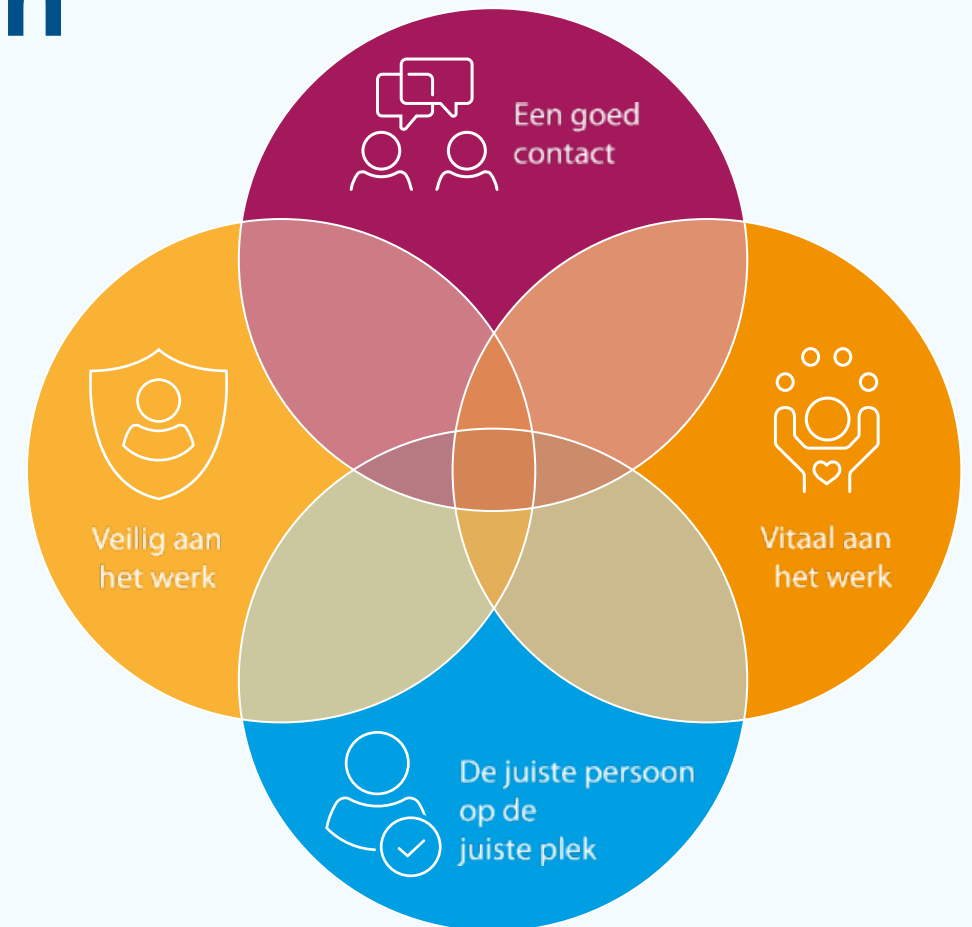 Een goed
contact
Veilig aan
het werk
Vitaal aan
het werk
De juiste persoon
op de
juiste plek